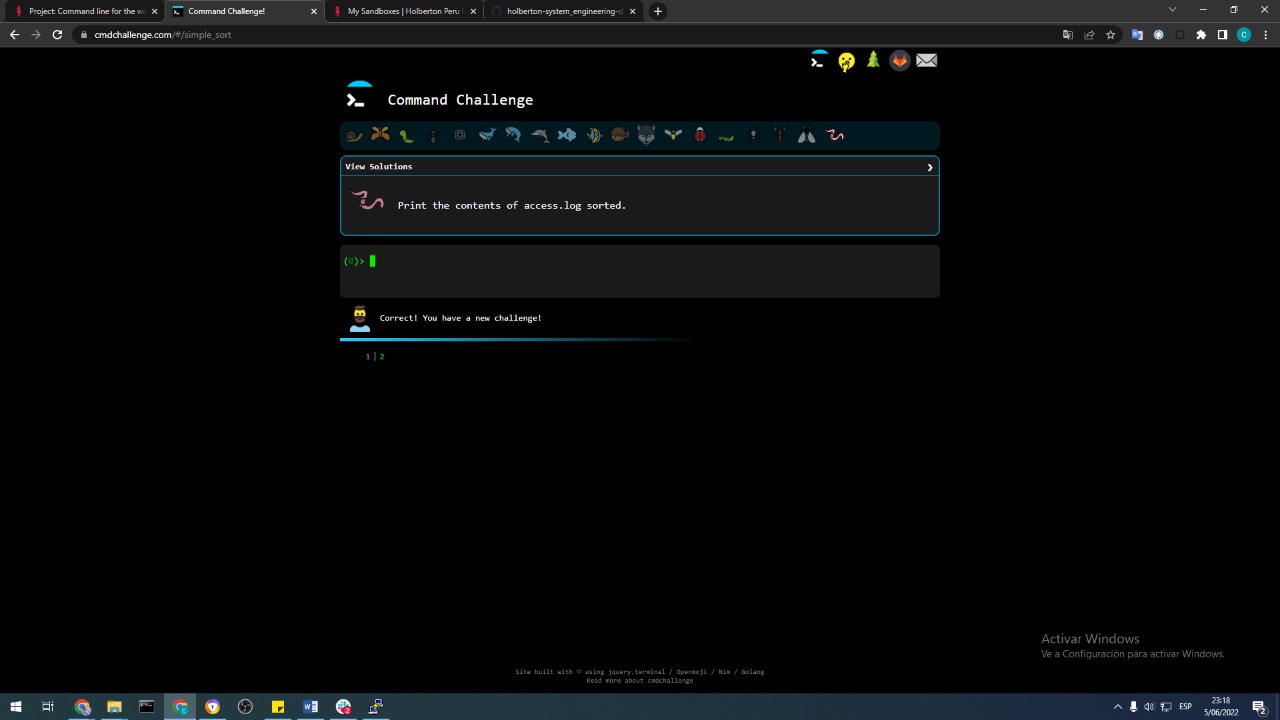 Project: Command line for the wi
Command Challenge!
My Sandboxes | Holberton Peru
holberton-system_engineering-d
cmdchallenge.com/#/simple_sort
Command Challenge
View Solutions
Print the contents of access.log sorted.
(0)>
Correct! You have a new challenge!
1 | 2
Activar Windows
Ve a Configuración para activar Windows.
Site built with ♡ using jquery.terminal / Openmoji / Nim / Golang
Read more about cmdchallenge
ESP
23:18
5/06/2022